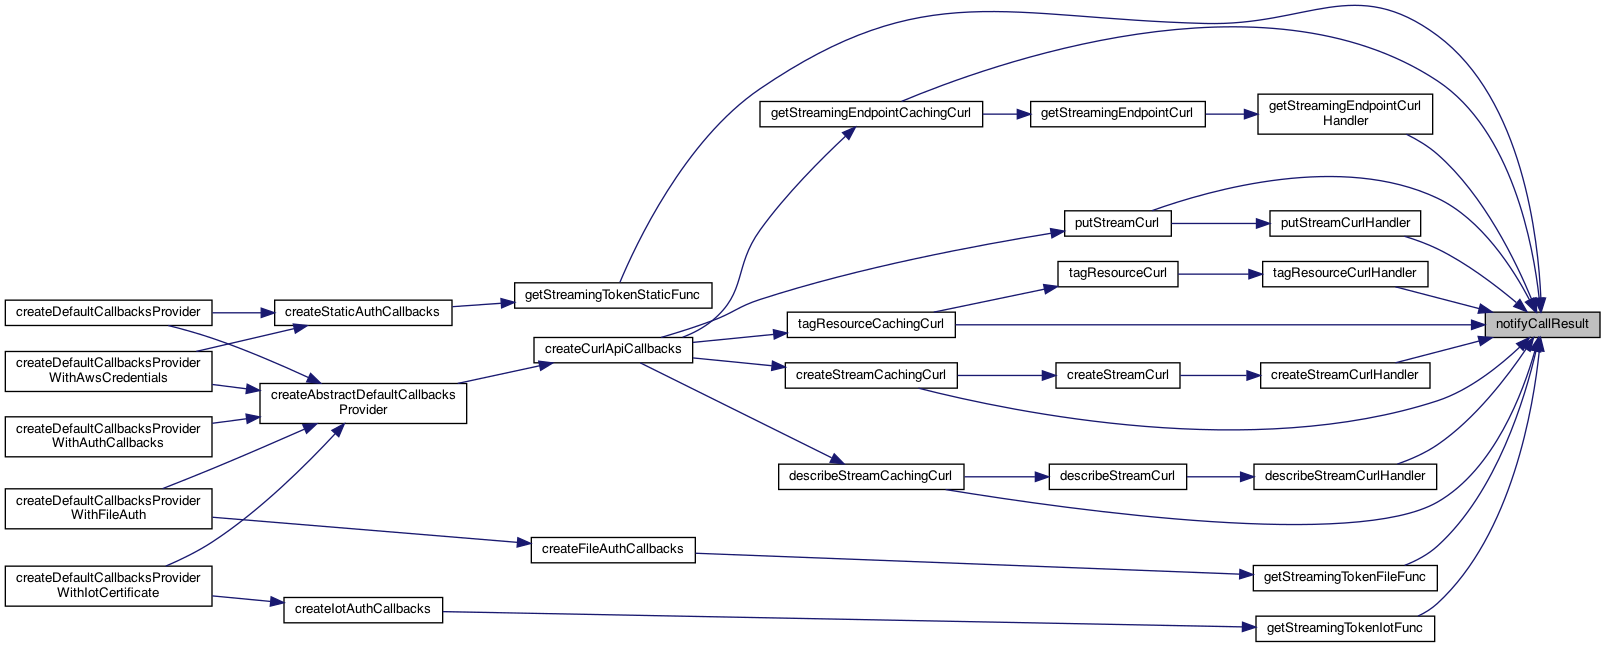 getStreamingEndpointCachingCurl
getStreamingEndpointCurl
getStreamingEndpointCurl
Handler
putStreamCurl
putStreamCurlHandler
tagResourceCurl
tagResourceCurlHandler
createDefaultCallbacksProvider
createStaticAuthCallbacks
getStreamingTokenStaticFunc
tagResourceCachingCurl
notifyCallResult
createCurlApiCallbacks
createDefaultCallbacksProvider
WithAwsCredentials
createStreamCachingCurl
createStreamCurl
createStreamCurlHandler
createAbstractDefaultCallbacks
Provider
createDefaultCallbacksProvider
WithAuthCallbacks
describeStreamCachingCurl
describeStreamCurl
describeStreamCurlHandler
createDefaultCallbacksProvider
WithFileAuth
createFileAuthCallbacks
getStreamingTokenFileFunc
createDefaultCallbacksProvider
WithIotCertificate
createIotAuthCallbacks
getStreamingTokenIotFunc